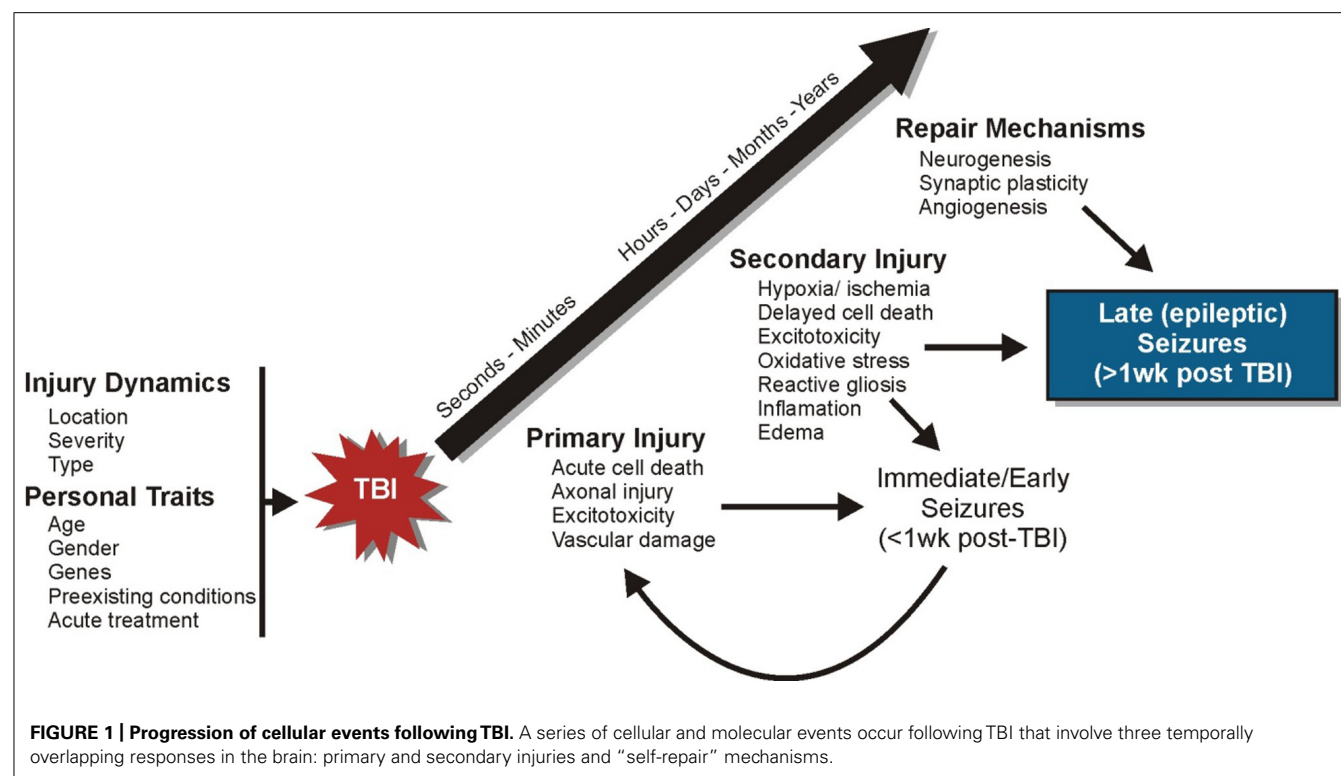 Seconds - Minutes
Hours - Days - Months -Years
Repair Mechanisms
Neurogenesis
Synaptic plasticity
Angiogenesis
Secondary Injury
Hypoxia/ ischemia
Delayed cell death
Excitotoxicity
Oxidative stress
Reactive gliosis
Inflamation
Edema
Late (epileptic)
Seizures
(>1wk post TBI)
Injury Dynamics
Location
Severity
Type
Personal Traits
Age
Gender
Genes
Preexisting conditions
Acute treatment
TBI
Primary Injury
Acute cell death
Axonal injury
Excitotoxicity
Vascular damage
Immediate/Early
Seizures
(<1wk post-TBI)
FIGURE 1 | Progression of cellular events following TBI. A series of cellular and molecular events occur following TBI that involve three temporally
overlapping responses in the brain: primary and secondary injuries and “self-repair” mechanisms.